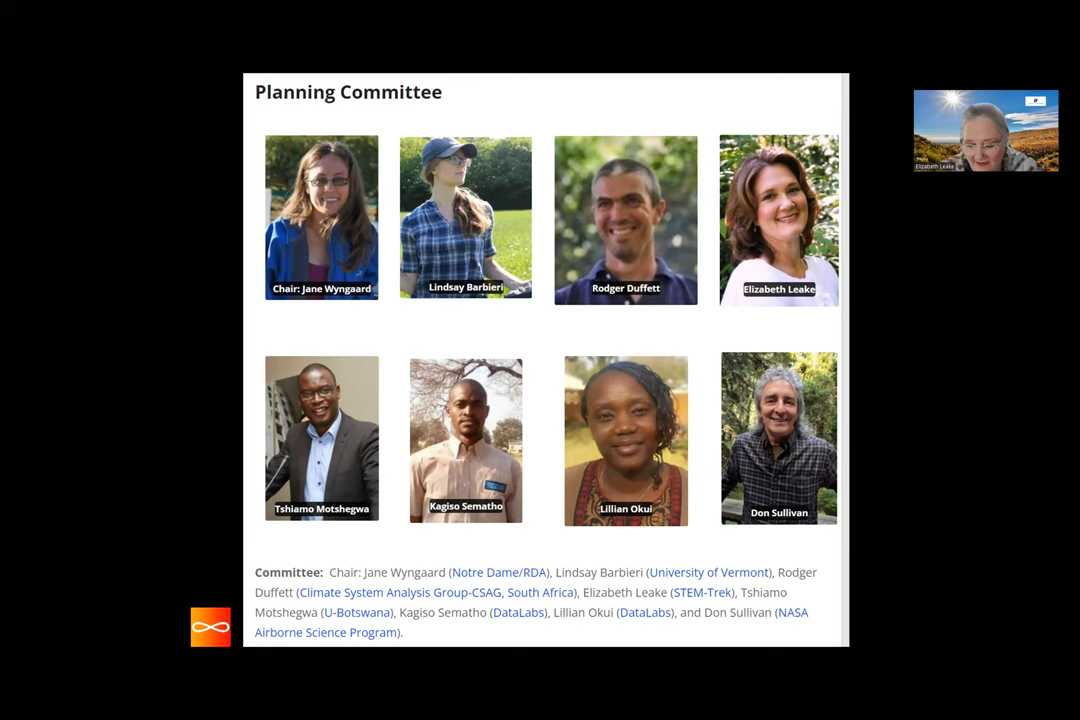 Planning Committee
Chair: Jane Wyngaard
Lindsay Barbieri
Rodger Duffett
Elizabeth Leake
Elizabeth Leake
Tshiamo Motshegwa
Kagiso Sematho
Lillian Okui
Don Sullivan
Committee: Chair: Jane Wyngaard (Notre Dame/RDA), Lindsay Barbieri (University of Vermont), Rodger
Duffett (Climate System Analysis Group-CSAG, South Africa), Elizabeth Leake (STEM-Trek), Tshiamo
Motshegwa (U-Botswana), Kagiso Sematho (DataLabs), Lillian Okui (DataLabs), and Don Sullivan (NASA
Airborne Science Program).